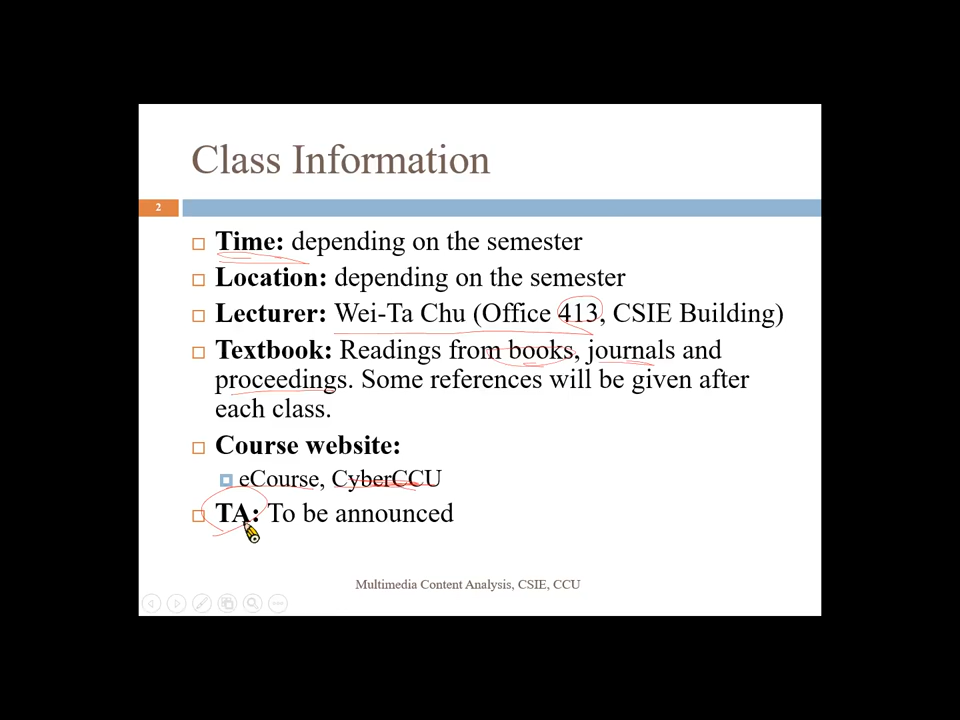 Class Information
2
Time: depending on the semester
Location: depending on the semester
Lecturer: Wei-Ta Chu (Office 413, CSIE Building)
Textbook: Readings from books, journals and
proceedings. Some references will be given after
each class.
Course website:
eCourse, CyberCCU
TA: To be announced
Multimedia Content Analysis, CSIE, CCU